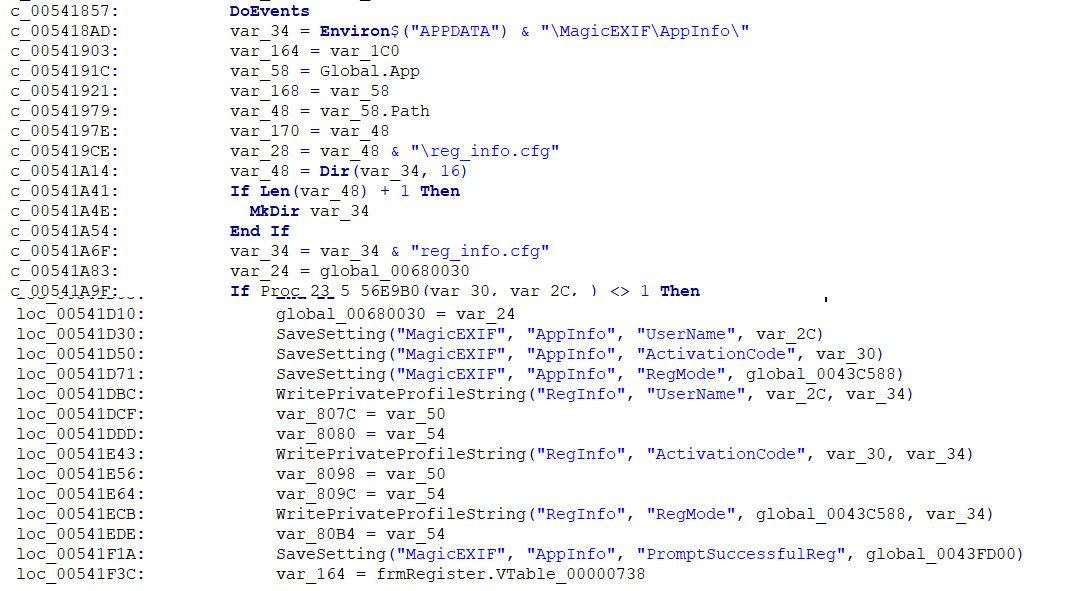 c_00541857: DoEvents
c_005418AD: var_34 = Environ$("APPDATA") & "\MagicEXIF\AppInfo\"
c_00541903: var_164 = var_1C0
c_0054191C: var_58 = Global.App
c_00541921: var_168 = var_58
c_00541979: var_48 = var_58.Path
c_0054197E: var_170 = var_48
c_005419CE: var_28 = var_48 & "\reg_info.cfg"
c_00541A14: var_48 = Dir(var_34, 16)
c_00541A41: If Len(var_48) + 1 Then
c_00541A4E: MkDir var_34
c_00541A54: End If
c_00541A6F: var_34 = var_34 & "reg_info.cfg"
c_00541A83: var_24 = global_00680030
c_00541A9F: If Proc_23_5_56E9B0(var_30, var_2C, ) <> 1 Then
loc_00541D10: global_00680030 = var_24
loc_00541D30: SaveSetting("MagicEXIF", "AppInfo", "UserName", var_2C)
loc_00541D50: SaveSetting("MagicEXIF", "AppInfo", "ActivationCode", var_30)
loc_00541D71: SaveSetting("MagicEXIF", "AppInfo", "RegMode", global_0043C588)
loc_00541DBC: WritePrivateProfileString("RegInfo", "UserName", var_2C, var_34)
loc_00541DCF: var_807C = var_50
loc_00541DDD: var_8080 = var_54
loc_00541E43: WritePrivateProfileString("RegInfo", "ActivationCode", var_30, var_34)
loc_00541E56: var_8098 = var_50
loc_00541E64: var_809C = var_54
loc_00541ECB: WritePrivateProfileString("RegInfo", "RegMode", global_0043C588, var_34)
loc_00541EDE: var_80B4 = var_54
loc_00541F1A: SaveSetting("MagicEXIF", "AppInfo", "PromptSuccessfulReg", global_0043FD00)
loc_00541F3C: var_164 = frmRegister.VTable_00000738